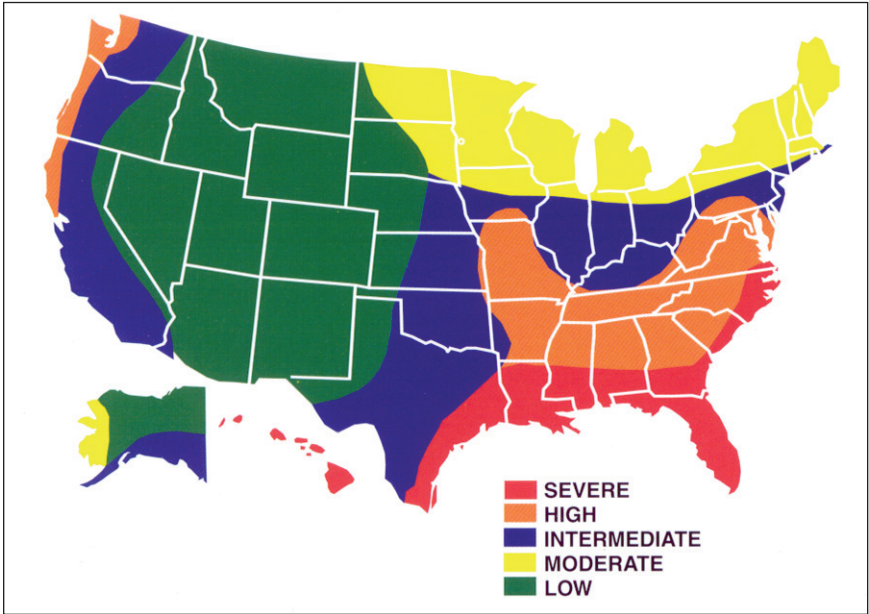 SEVERE
HIGH
INTERMEDIATE
MODERATE
LOW